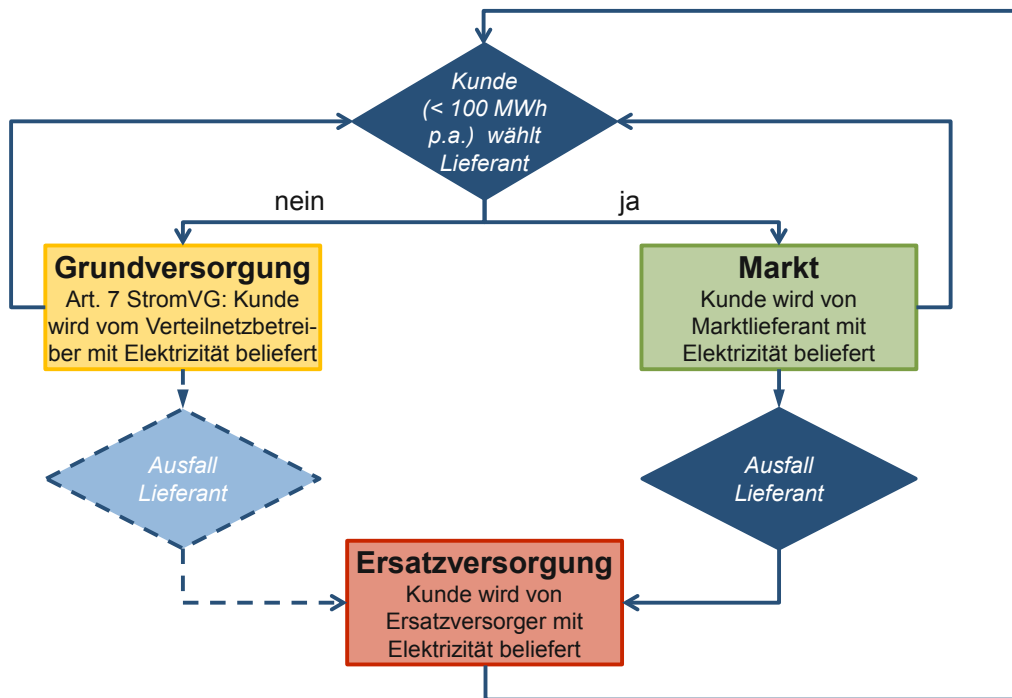 Kunde
(< 100 MWh
p.a.) wählt
Lieferant
nein
ja
Grundversorgung
Art. 7 StromVG: Kunde
wird vom Verteilnetzbetrei-
ber mit Elektrizität beliefert
Markt
Kunde wird von
Marktlieferant mit
Elektrizität beliefert
Ausfall
Lieferant
Ausfall
Lieferant
Ersatzversorgung
Kunde wird von
Ersatzversorger mit
Elektrizität beliefert